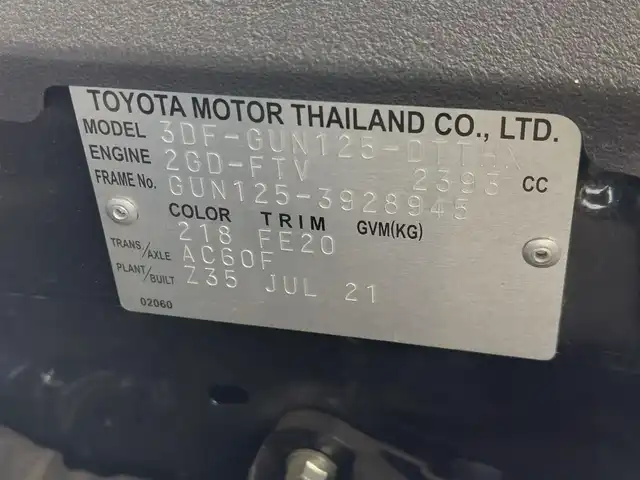 TOYOTA MOTOR THAILAND CO., LTD.
MODEL 3DF-GUN125-DTTHX
ENGINE 2GD-FTV 2393 CC
FRAME No. GUN125-3928945
COLOR TRIM GVM(KG)
218 FE20
TRANS/AXLE AC60F
PLANT/BUILT Z35 JUL 21
02060